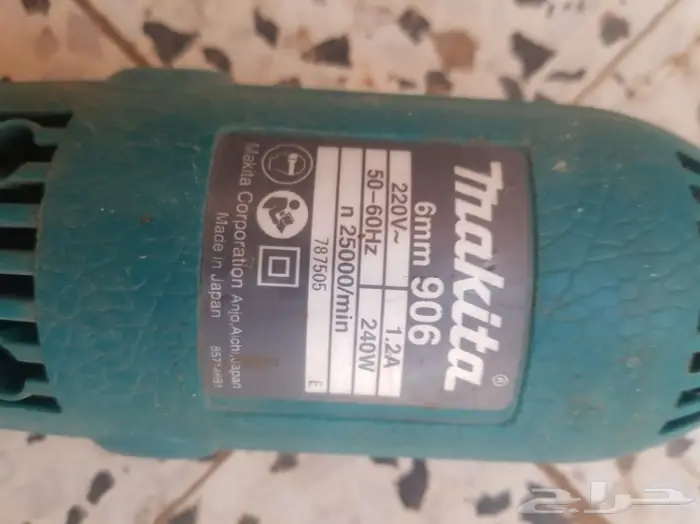 makita®
6mm 906
220V~ 1.2A
50-60Hz 240W
n 25000/min
787505 E
Makita Corporation Anjo, Aichi, Japan
Made in Japan
حراج